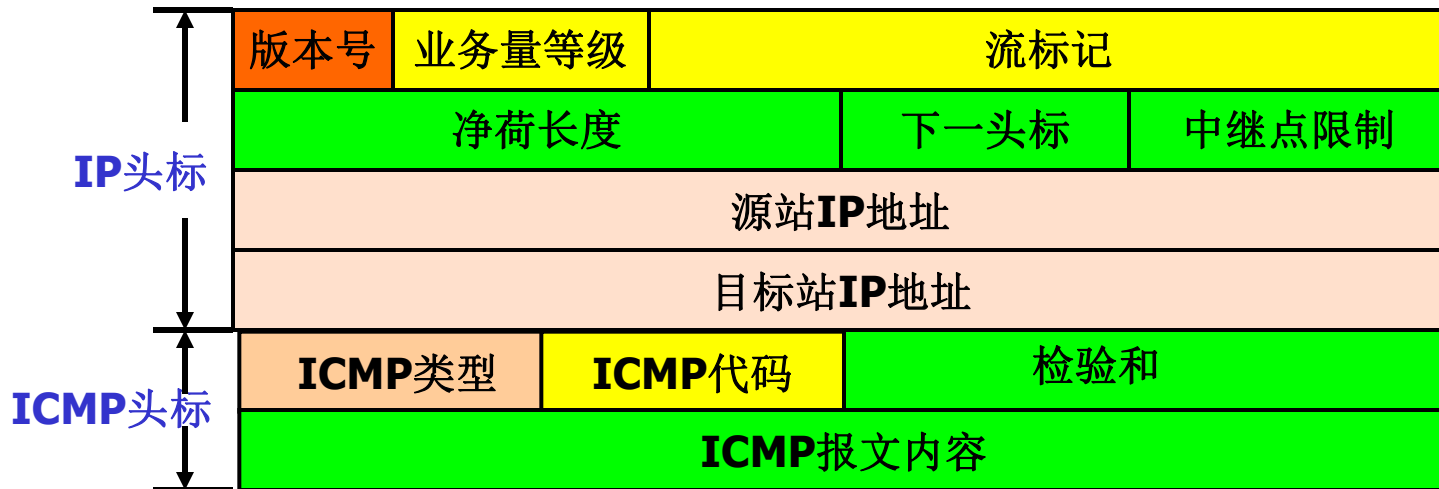 版本号 业务量等级 流标记
净荷长度 下一头标 中继点限制
IP头标
源站IP地址
目标站IP地址
ICMP类型 ICMP代码 检验和
ICMP头标
ICMP报文内容